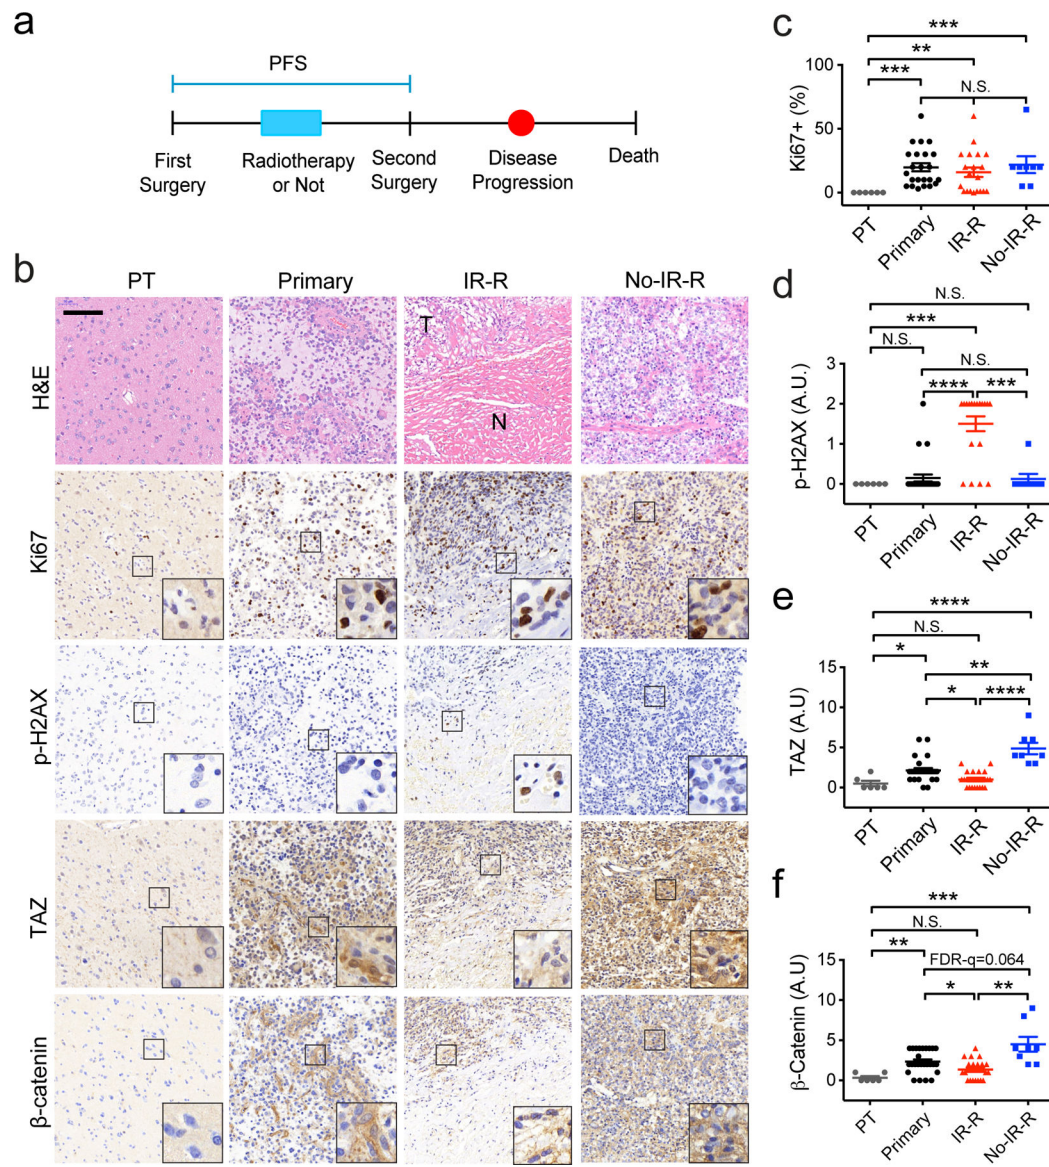 a
PFS
First
Surgery
Radiotherapy
or Not
Second
Surgery
Disease
Progression
Death
b
PT
Primary
IR-R
No-IR-R
H&E
T
N
Ki67
p-H2AX
TAZ
β-catenin
c
***
**
***
N.S.
100
50
0
Ki67+ (%)
PT
Primary
IR-R
No-IR-R
d
N.S.
***
N.S.
N.S.
****
***
3
2
1
0
p-H2AX (A.U.)
PT
Primary
IR-R
No-IR-R
e
****
N.S.
*
**
*
****
15
10
5
0
TAZ (A.U)
PT
Primary
IR-R
No-IR-R
f
***
N.S.
**
FDR-q=0.064
*
**
15
10
5
0
β-Catenin (A.U)
PT
Primary
IR-R
No-IR-R